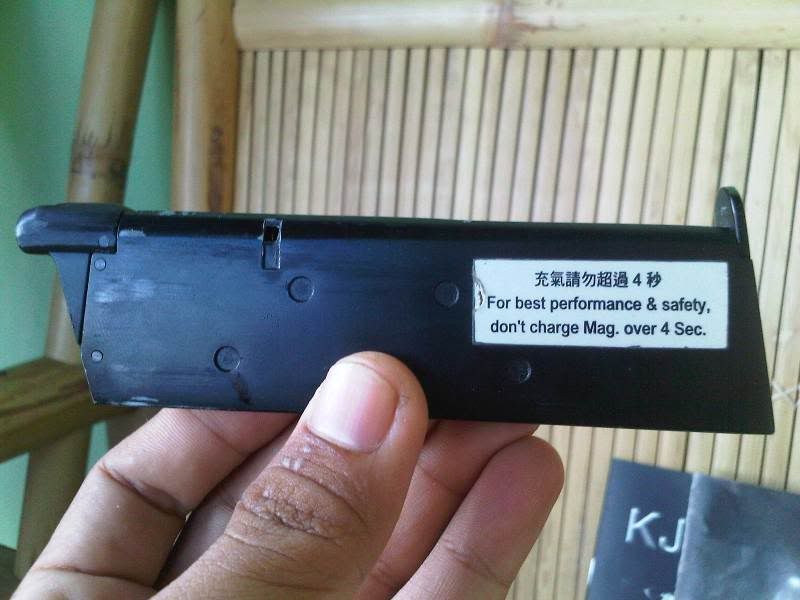 充氣請勿超過 4 秒
For best performance & safety,
don't charge Mag. over 4 Sec.
KJ